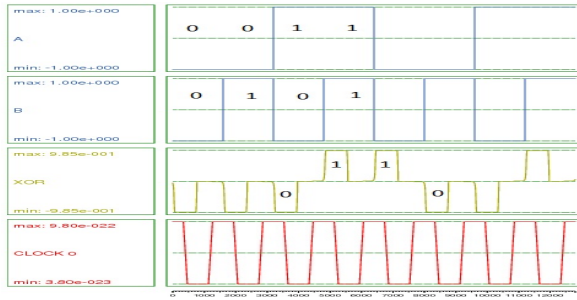 max: 1.00e+000
A
min: -1.00e+000
0 0 1 1
max: 1.00e+000
B
min: -1.00e+000
0 1 0 1
max: 9.85e-001
XOR
min: -9.85e-001
1 1
0 0
max: 9.80e-022
CLOCK 0
min: 3.80e-023
0 1000 2000 3000 4000 5000 6000 7000 8000 9000 10000 11000 12000